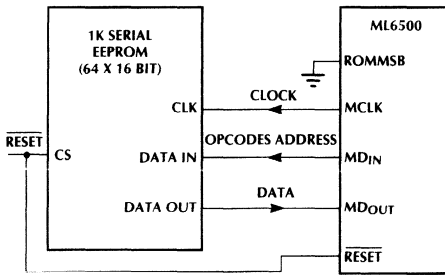 1K SERIAL
EEPROM
(64 X 16 BIT)
ML6500
ROMMSB
CLK
CLOCK
MCLK
OPCODES ADDRESS
RESET
CS
DATA IN
MDIN
DATA OUT
DATA
MDOUT
RESET